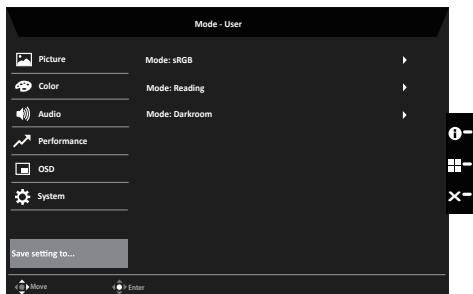 Mode - User
Picture
Mode: sRGB
Color
Mode: Reading
Audio
Mode: Darkroom
Performance
OSD
System
Save setting to...
Move
Enter